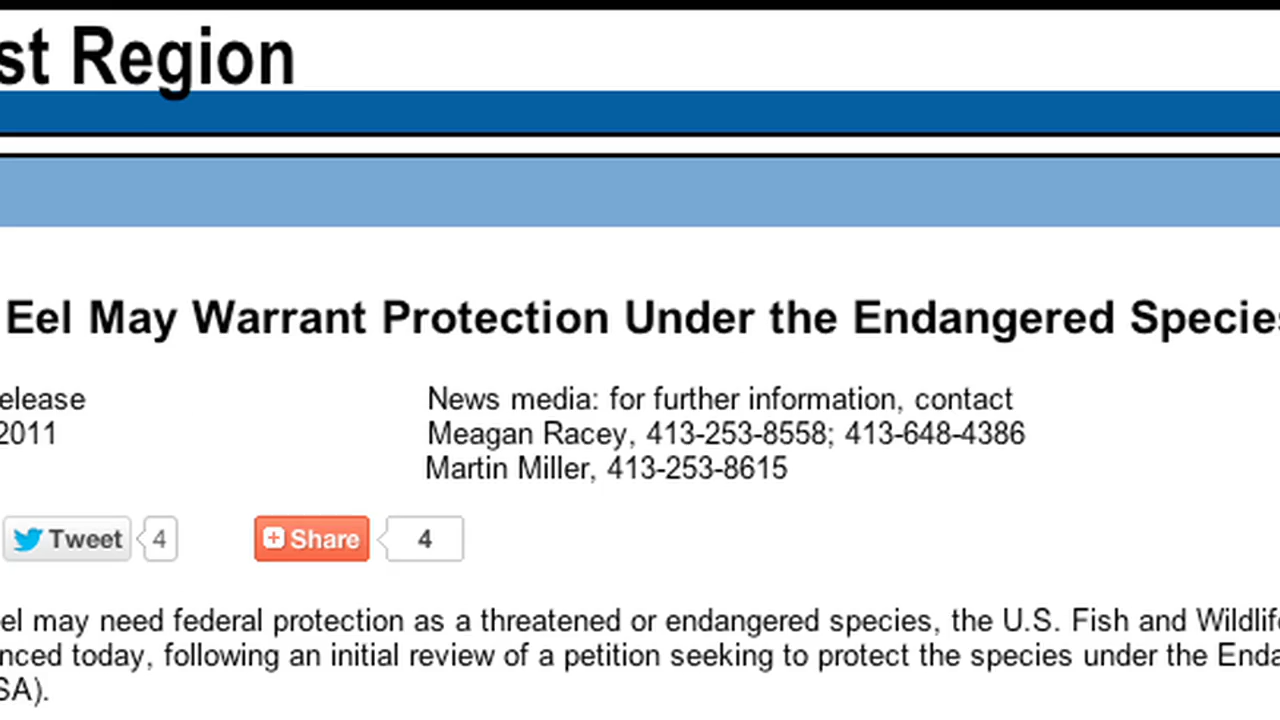 st Region
Eel May Warrant Protection Under the Endangered Species
elease
2011
News media: for further information, contact
Meagan Racey, 413-253-8558; 413-648-4386
Martin Miller, 413-253-8615
Tweet 4
Share 4
el may need federal protection as a threatened or endangered species, the U.S. Fish and Wildlife
nced today, following an initial review of a petition seeking to protect the species under the Enda
SA).